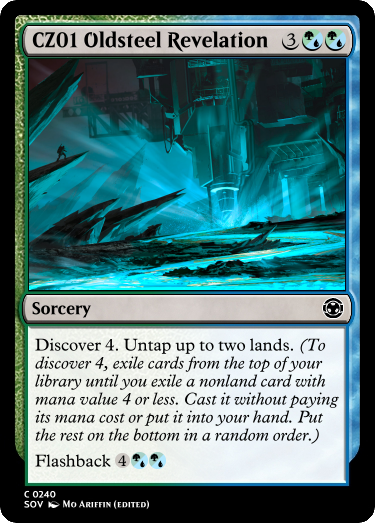 CZ01 Oldsteel Revelation 3
Sorcery
Discover 4. Untap up to two lands. (To
discover 4, exile cards from the top of your
library until you exile a nonland card with
mana value 4 or less. Cast it without paying
its mana cost or put it into your hand. Put
the rest on the bottom in a random order.)
Flashback 4
C 0240
SOV Mo Ariffin (edited)